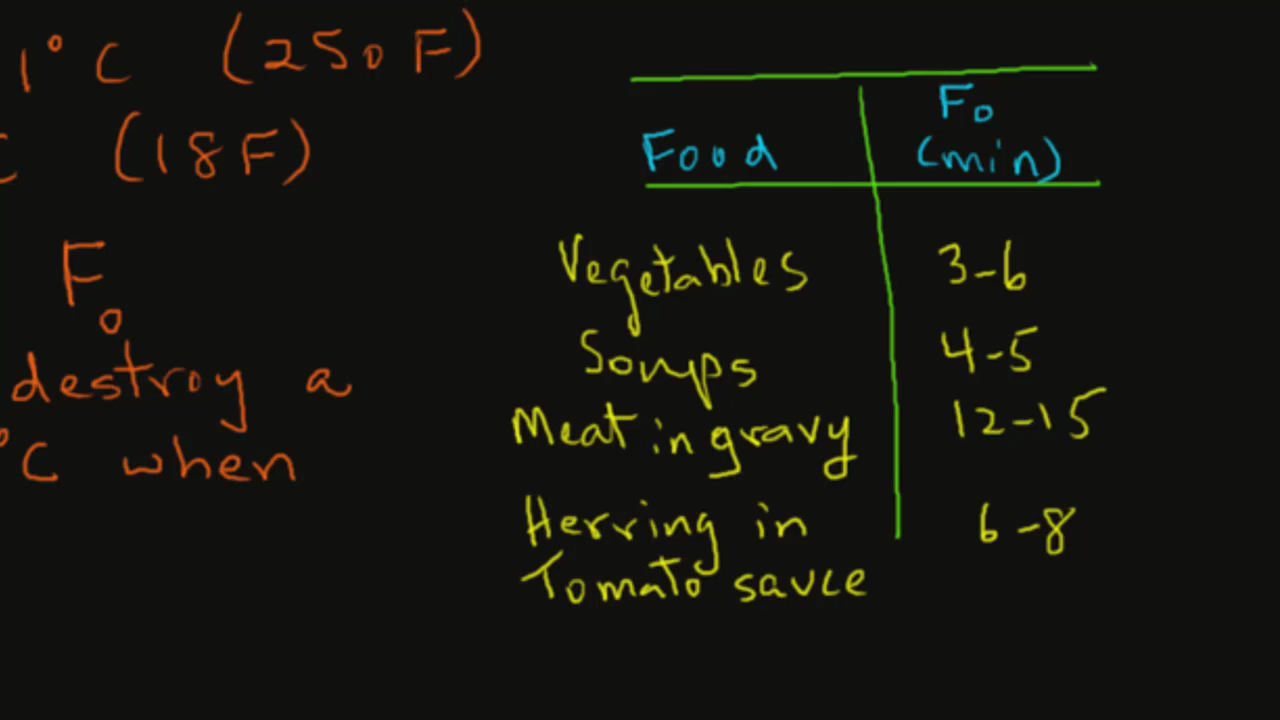 1°C (250F)
C (18F)
F₀
destroy a
°C when
Food F₀ (min)
Vegetables 3-6
Soups 4-5
Meat in gravy 12-15
Herring in 6-8
Tomato sauce